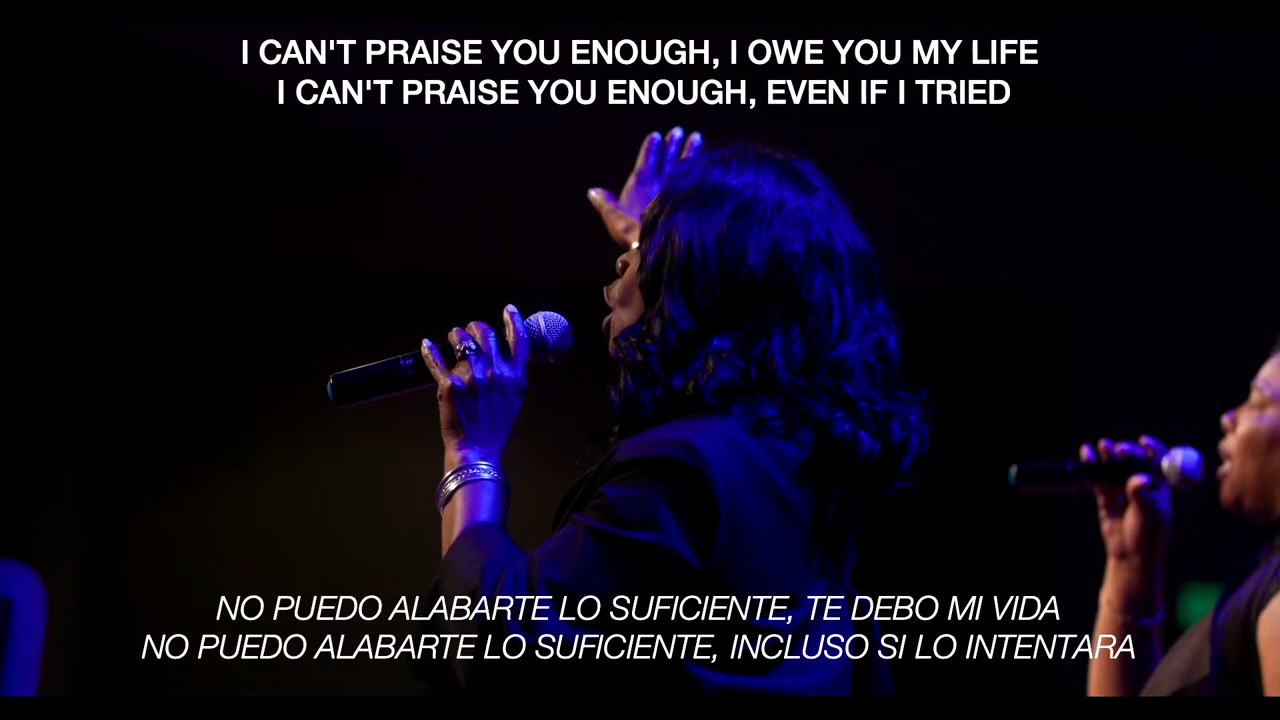 I CAN'T PRAISE YOU ENOUGH, I OWE YOU MY LIFE
I CAN'T PRAISE YOU ENOUGH, EVEN IF I TRIED
NO PUEDO ALABARTE LO SUFICIENTE, TE DEBO MI VIDA
NO PUEDO ALABARTE LO SUFICIENTE, INCLUSO SI LO INTENTARA